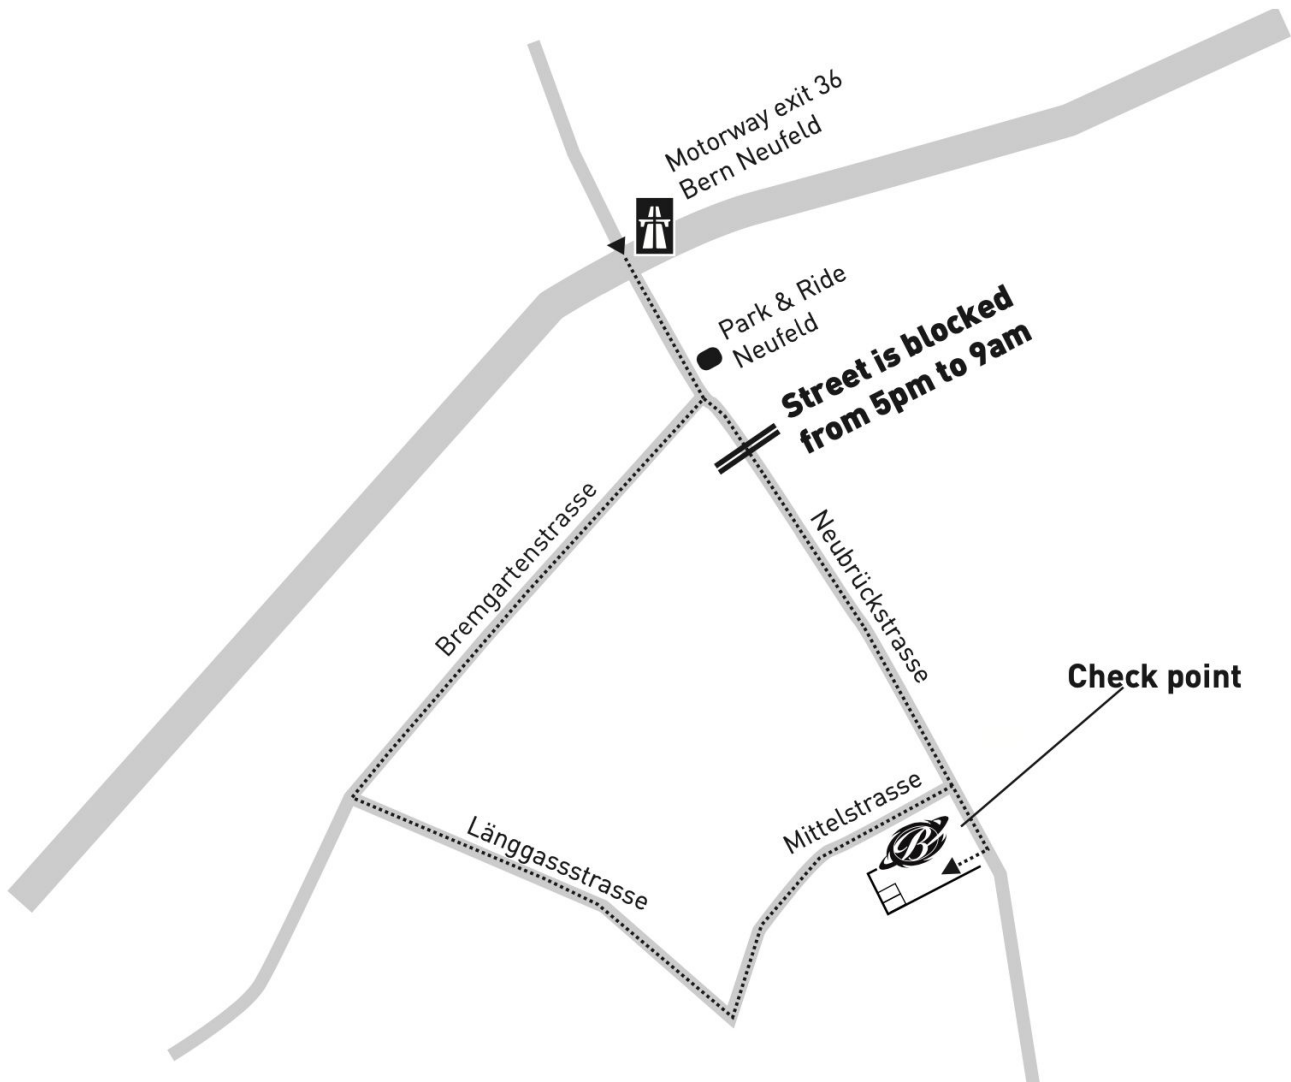 Motorway exit 36
Bern Neufeld
Park & Ride
Neufeld
Street is blocked
from 5pm to 9am
Bremgartenstrasse
Neubrückstrasse
Check point
Mittelstrasse
B
Länggassstrasse